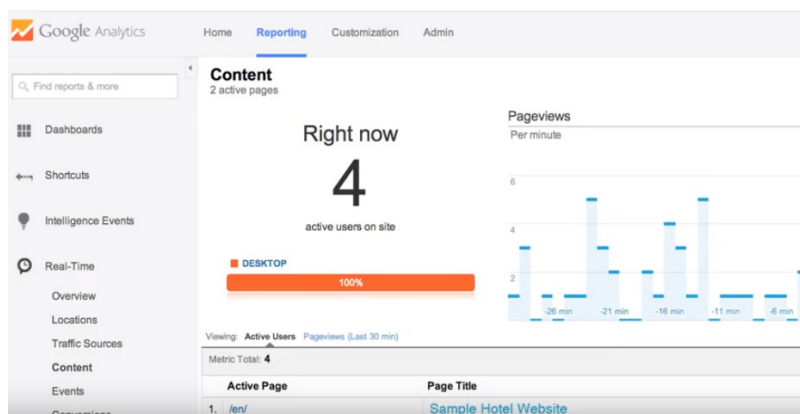 Google Analytics
Home Reporting Customization Admin
Find reports & more
Dashboards
Shortcuts
Intelligence Events
Real-Time
Overview
Locations
Traffic Sources
Content
Events
Conversions
Content
2 active pages
Right now
4
active users on site
DESKTOP
100%
Pageviews
Per minute
6
4
2
-26 min -21 min -16 min -11 min -6 min
Viewing: Active Users Pageviews (Last 30 min)
Metric Total: 4
Active Page Page Title
1. /en/ Sample Hotel Website